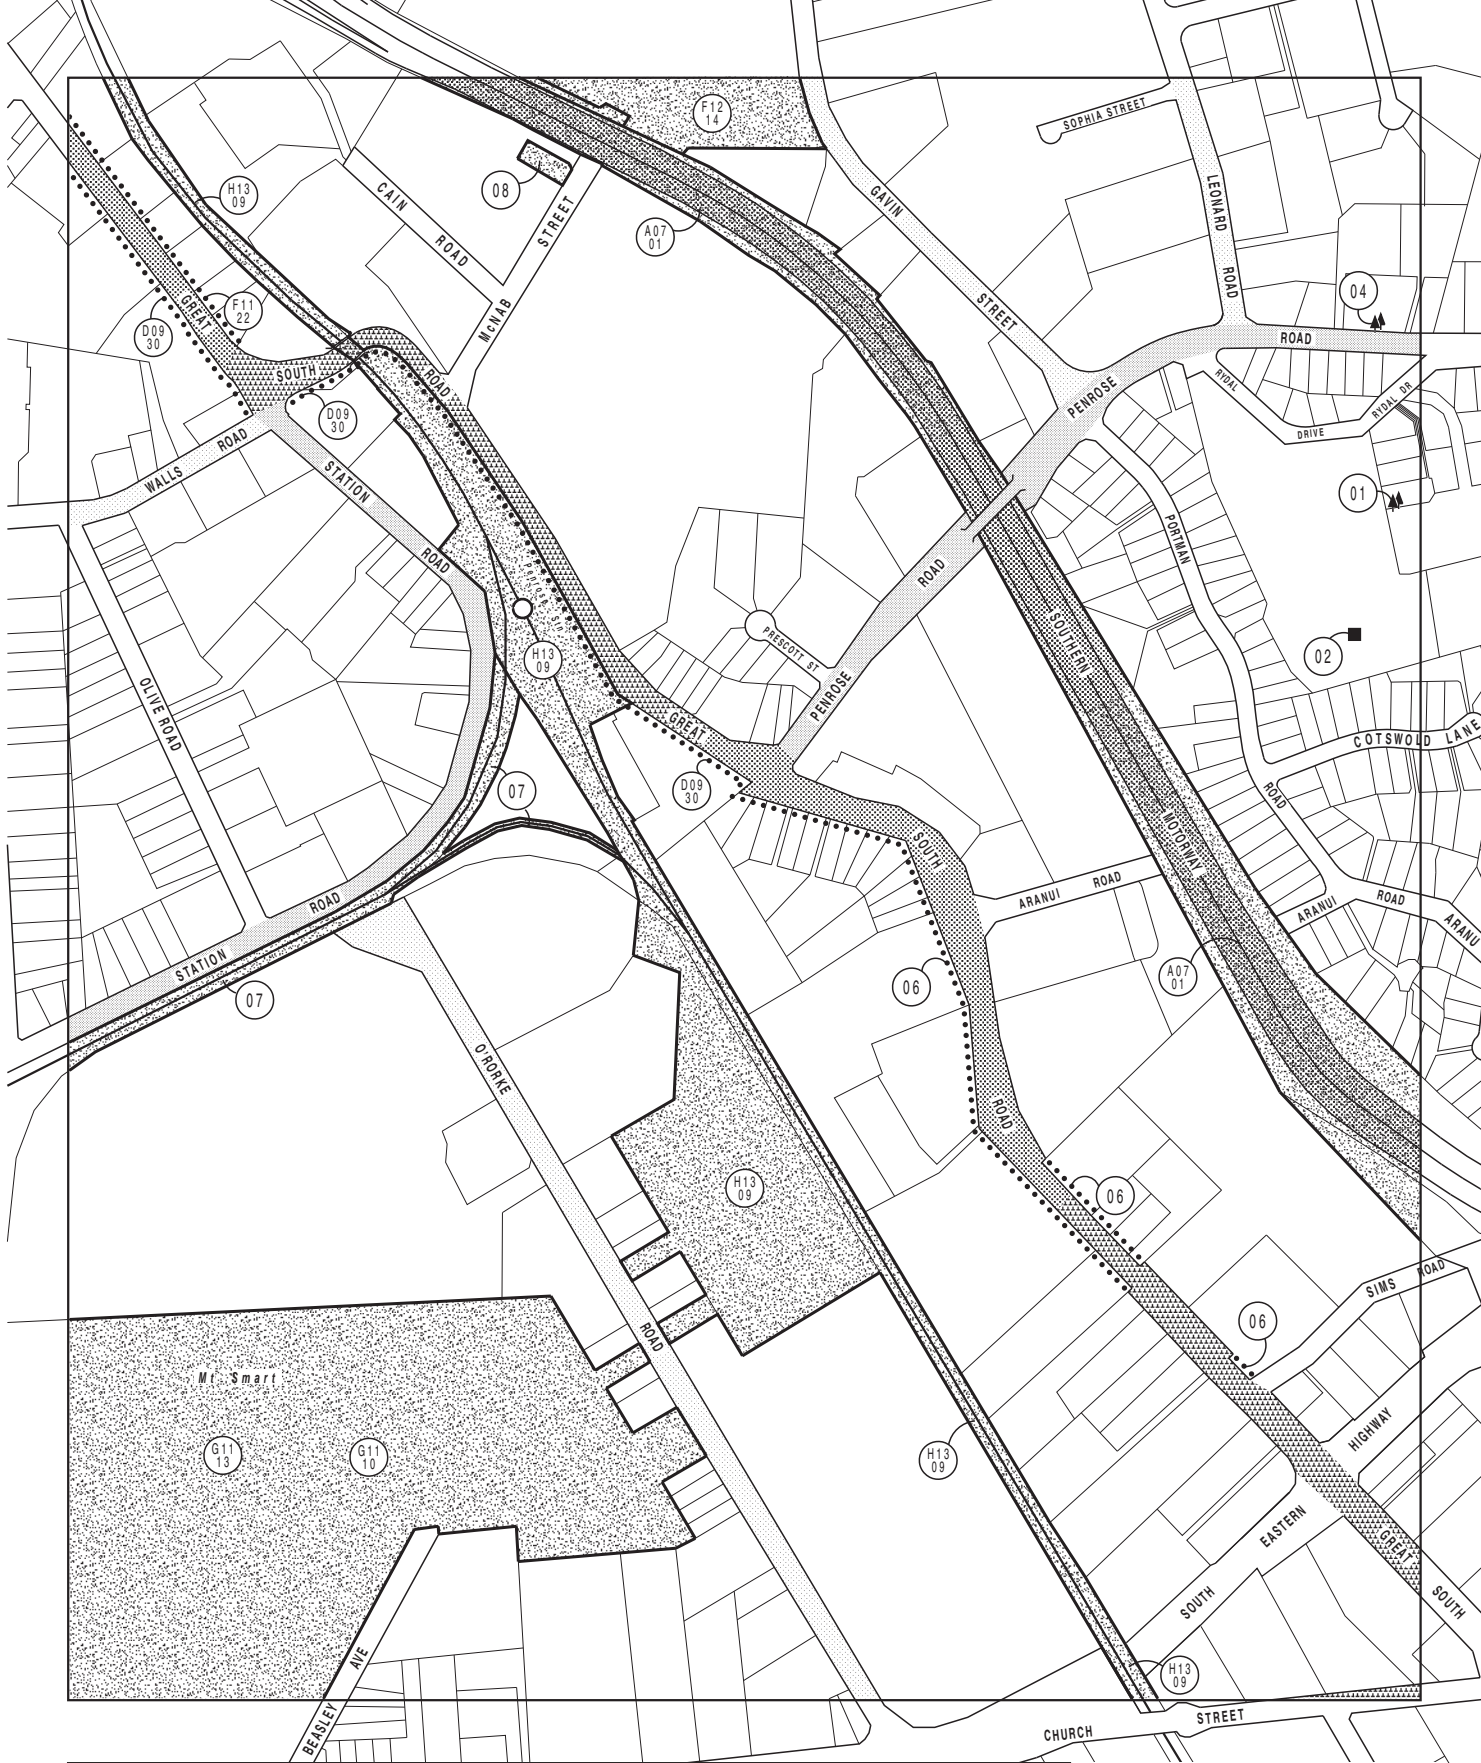 F12
14
SOPHIA STREET
H13
09
08
CAIN
ROAD
STREET
McNAB
A07
01
GAVIN
STREET
LEONARD
ROAD
04
F11
22
GREAT
D09
30
SOUTH
ROAD
ROAD
PENROSE
RYDAL
DRIVE
RYDAL DR
D09
30
WALLS
ROAD
STATION
ROAD
01
PORTMAN
ROAD
Penrose Stn
PRESCOTT ST
SOUTHERN
MOTORWAY
02
H13
09
OLIVE ROAD
PENROSE
GREAT
COTSWOLD LANE
D09
30
07
ROAD
SOUTH
ARANUI
ROAD
ROAD
STATION
ARANUI
ROAD
ARANU
07
06
A07
01
O'RORKE
ROAD
H13
09
06
SIMS
ROAD
06
ROAD
Mt Smart
G11
13
G11
10
H13
09
HIGHWAY
EASTERN
SOUTH
GREAT
SOUTH
AVE
BEASLEY
H13
09
CHURCH
STREET